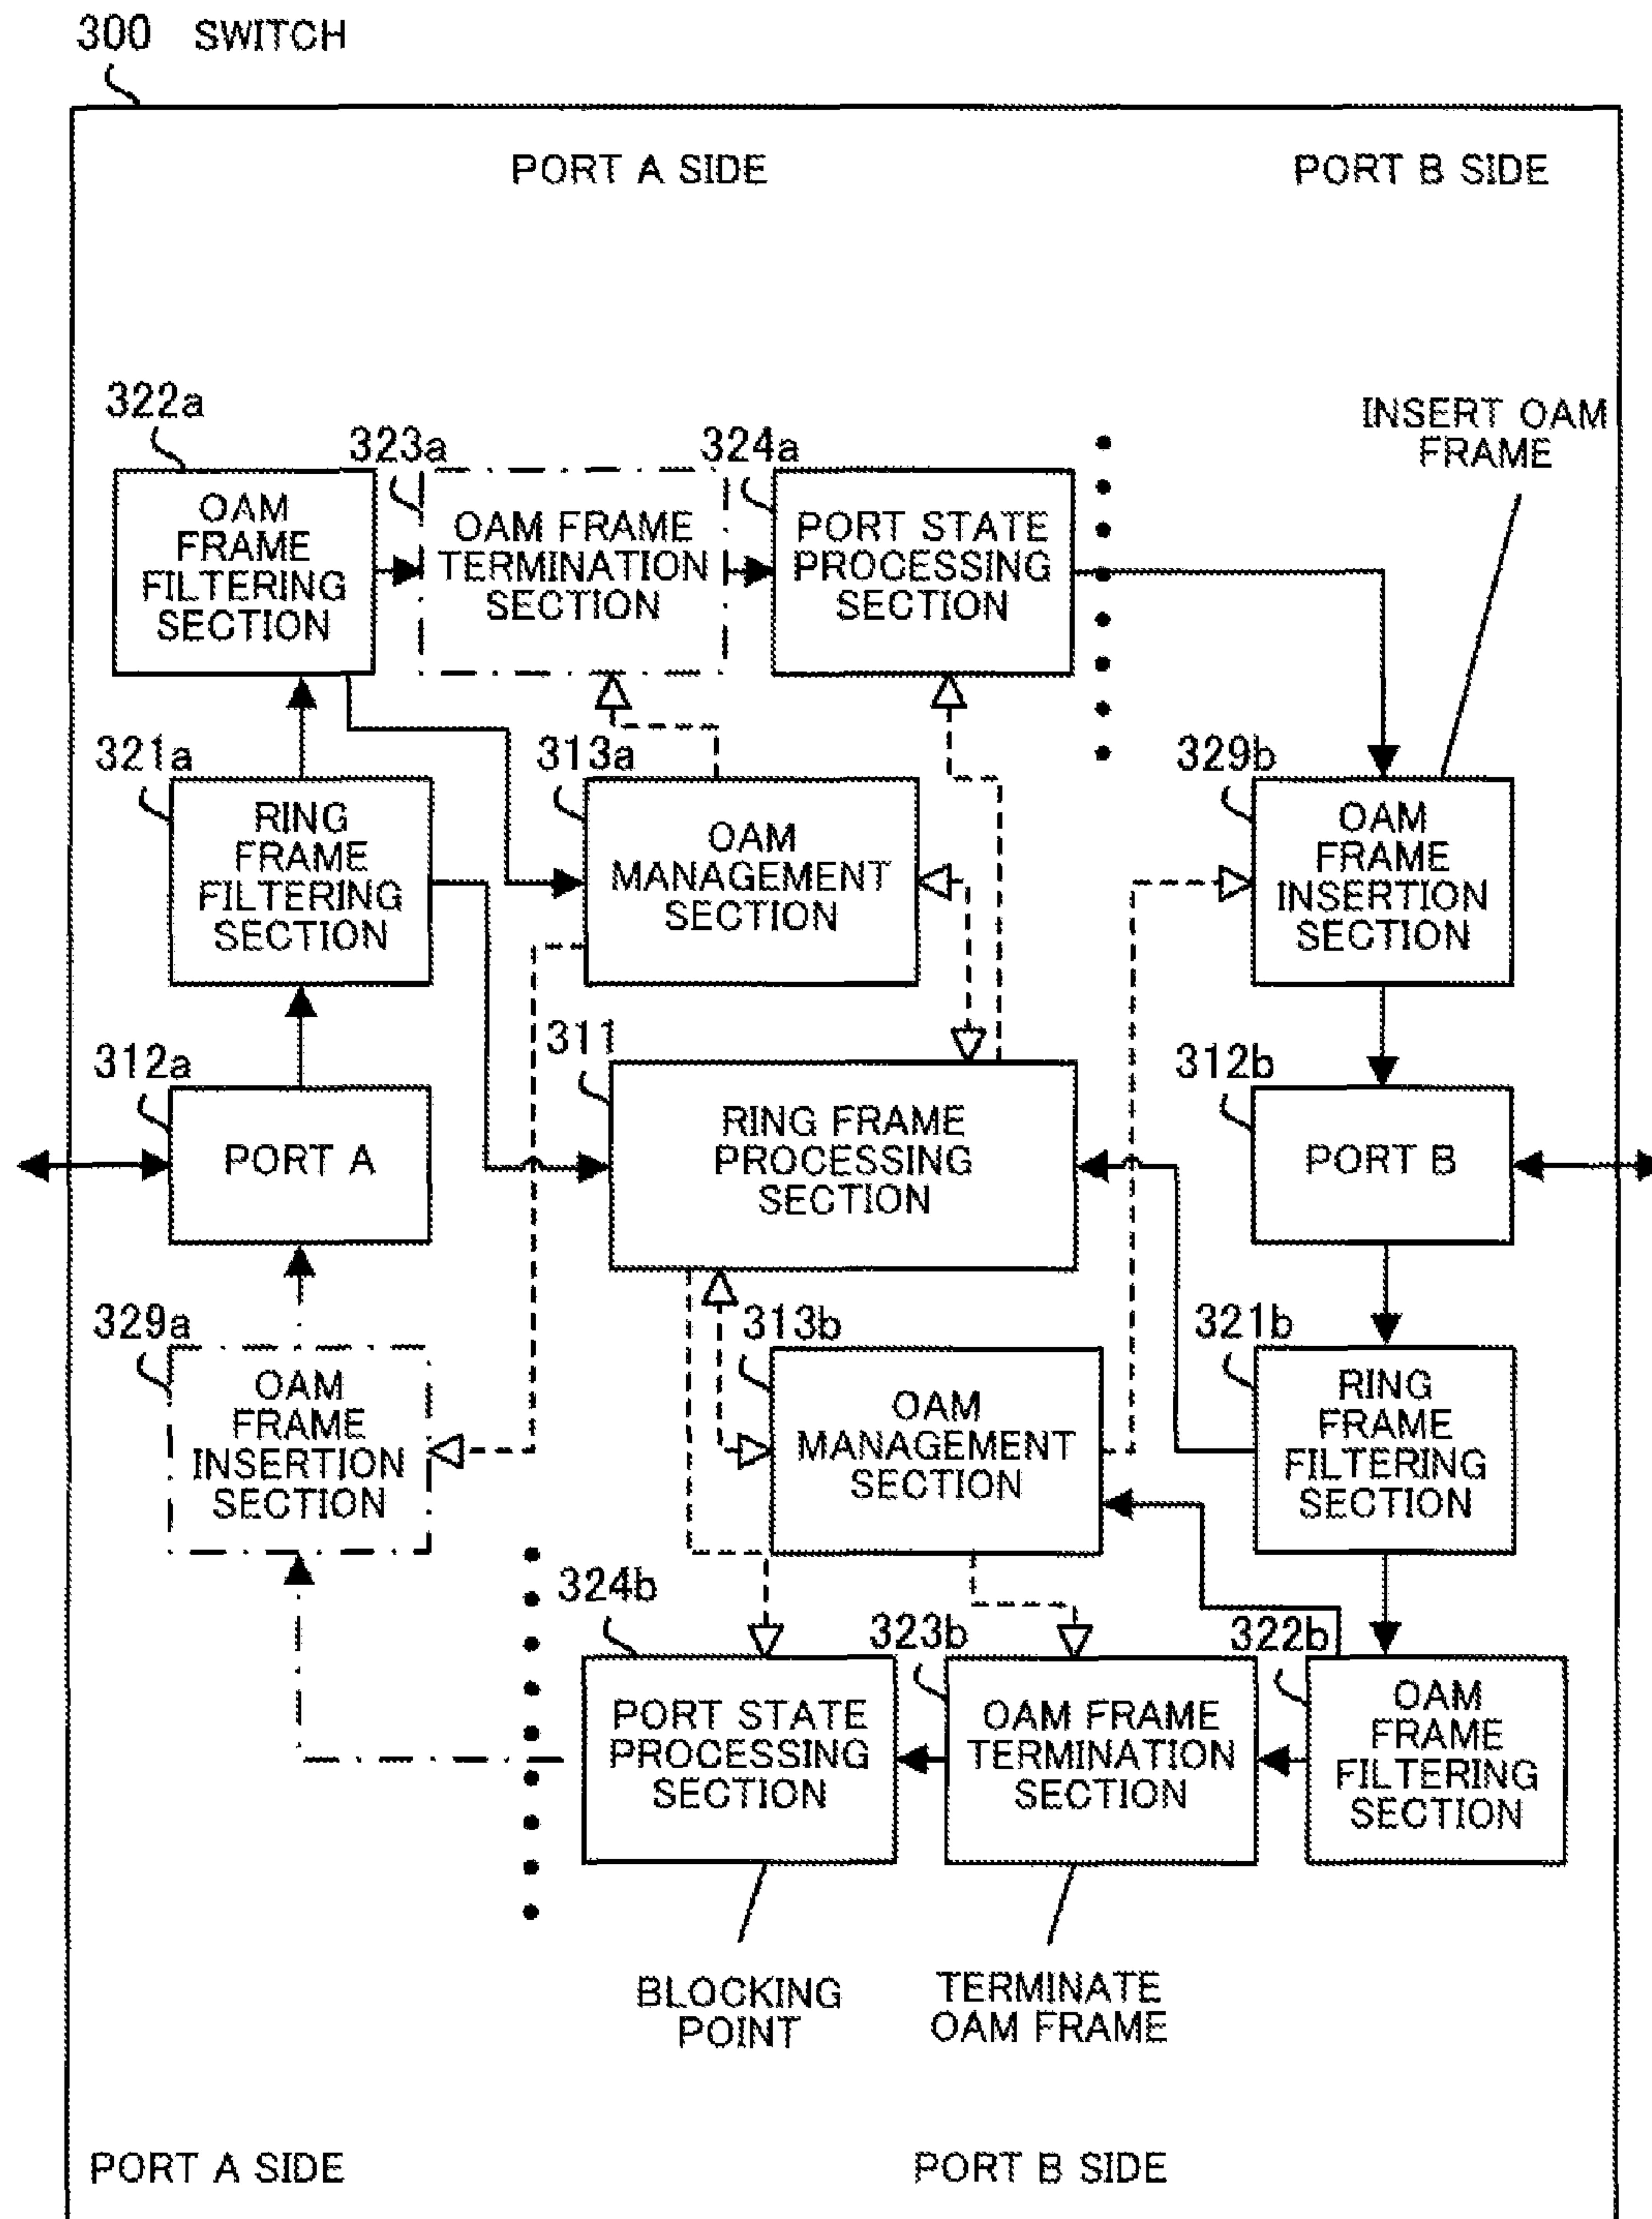 300 SWITCH
PORT A SIDE
PORT B SIDE
322a
323a
324a
INSERT OAM
FRAME
OAM
FRAME
FILTERING
SECTION
OAM FRAME
TERMINATION
SECTION
PORT STATE
PROCESSING
SECTION
321a
313a
329b
RING
FRAME
FILTERING
SECTION
OAM
MANAGEMENT
SECTION
OAM
FRAME
INSERTION
SECTION
312a
311
312b
PORT A
RING FRAME
PROCESSING
SECTION
PORT B
329a
313b
321b
OAM
FRAME
INSERTION
SECTION
OAM
MANAGEMENT
SECTION
RING
FRAME
FILTERING
SECTION
324b
323b
322b
PORT STATE
PROCESSING
SECTION
OAM FRAME
TERMINATION
SECTION
OAM
FRAME
FILTERING
SECTION
BLOCKING
POINT
TERMINATE
OAM FRAME
PORT A SIDE
PORT B SIDE